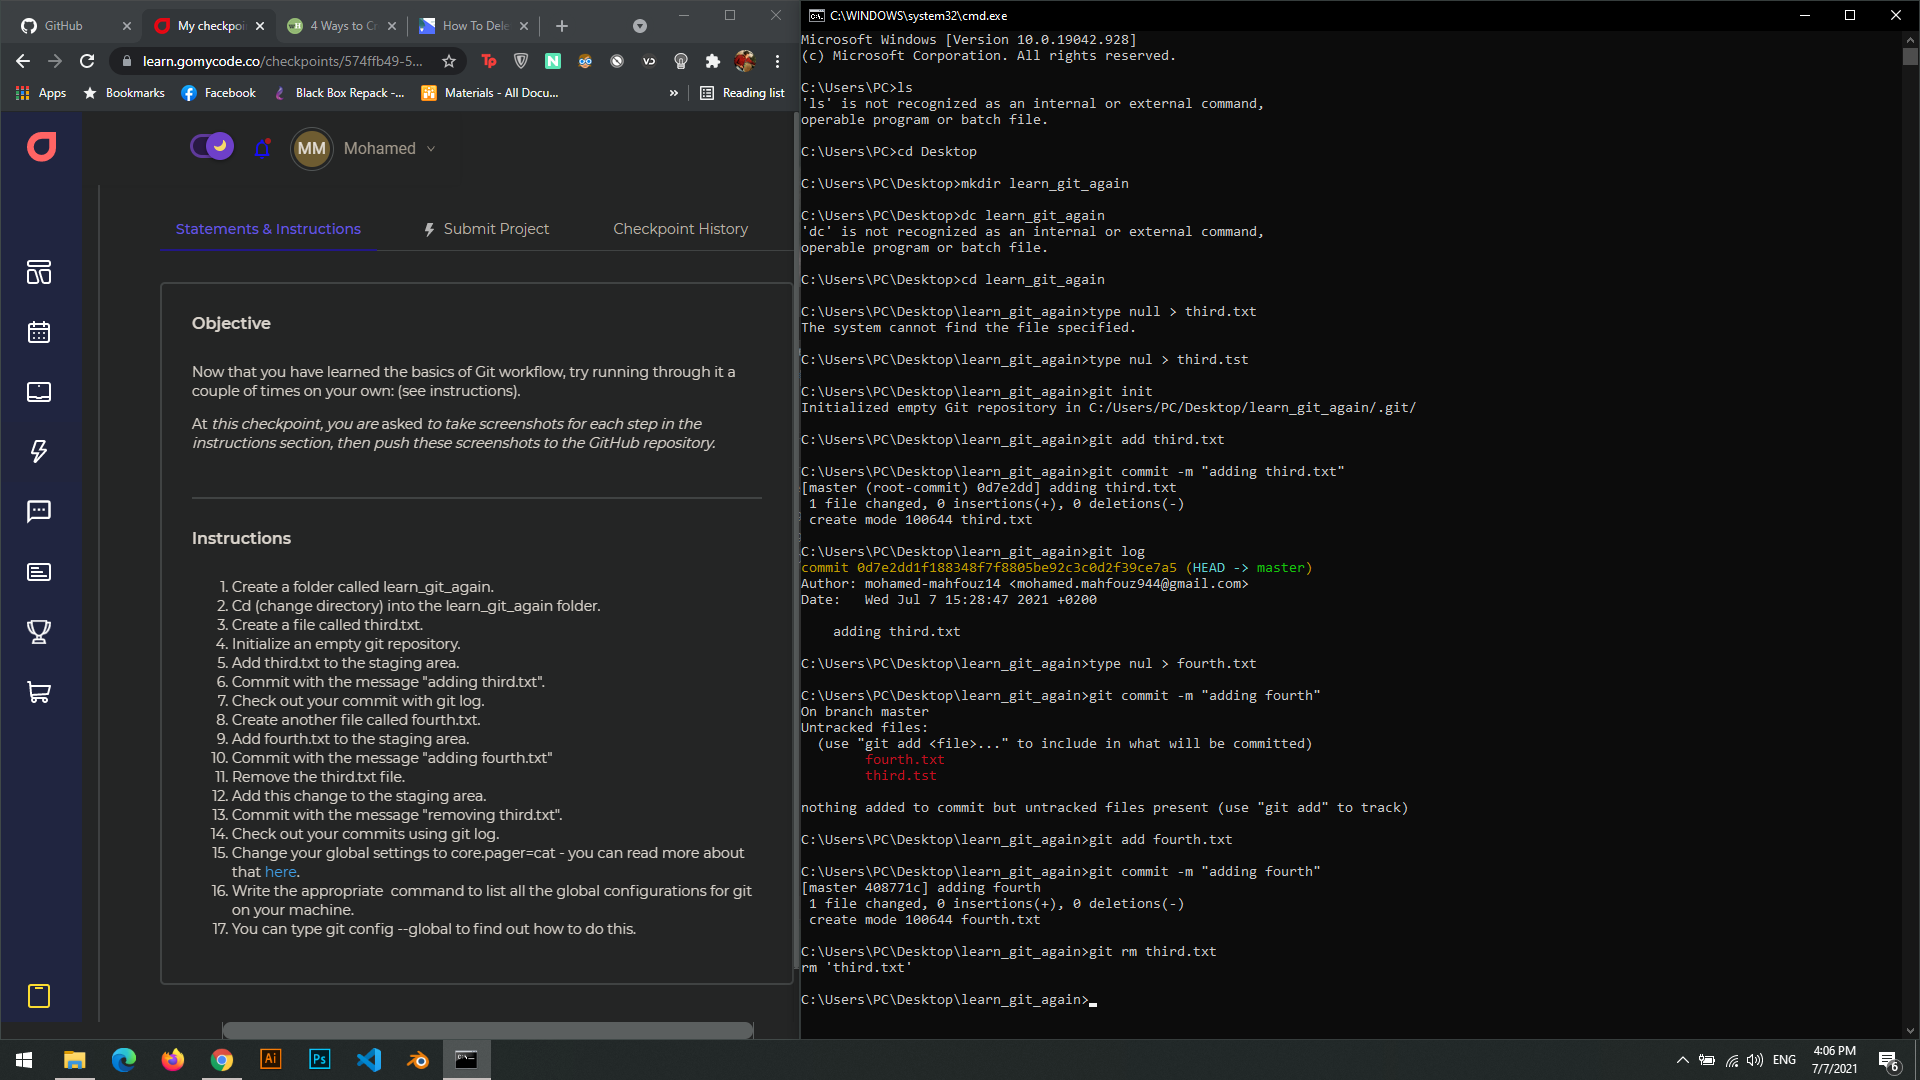 GitHub
My checkpoi
4 Ways to Cr
How To Dele
learn.gomycode.co/checkpoints/574ffb49-5...
Apps
Bookmarks
Facebook
Black Box Repack -...
Materials - All Docu...
»
Reading list
MM
Mohamed
Statements & Instructions
Submit Project
Checkpoint History
Objective
Now that you have learned the basics of Git workflow, try running through it a
couple of times on your own: (see instructions).
At this checkpoint, you are asked to take screenshots for each step in the
instructions section, then push these screenshots to the GitHub repository.
Instructions
1. Create a folder called learn_git_again.
2. Cd (change directory) into the learn_git_again folder.
3. Create a file called third.txt.
4. Initialize an empty git repository.
5. Add third.txt to the staging area.
6. Commit with the message "adding third.txt".
7. Check out your commit with git log.
8. Create another file called fourth.txt.
9. Add fourth.txt to the staging area.
10. Commit with the message "adding fourth.txt"
11. Remove the third.txt file.
12. Add this change to the staging area.
13. Commit with the message "removing third.txt".
14. Check out your commits using git log.
15. Change your global settings to core.pager=cat - you can read more about
that here.
16. Write the appropriate  command to list all the global configurations for git
on your machine.
17. You can type git config --global to find out how to do this.
C:\WINDOWS\system32\cmd.exe
Microsoft Windows [Version 10.0.19042.928]
(c) Microsoft Corporation. All rights reserved.
C:\Users\PC>ls
'ls' is not recognized as an internal or external command,
operable program or batch file.
C:\Users\PC>cd Desktop
C:\Users\PC\Desktop>mkdir learn_git_again
C:\Users\PC\Desktop>dc learn_git_again
'dc' is not recognized as an internal or external command,
operable program or batch file.
C:\Users\PC\Desktop>cd learn_git_again
C:\Users\PC\Desktop\learn_git_again>type null > third.txt
The system cannot find the file specified.
C:\Users\PC\Desktop\learn_git_again>type nul > third.tst
C:\Users\PC\Desktop\learn_git_again>git init
Initialized empty Git repository in C:/Users/PC/Desktop/learn_git_again/.git/
C:\Users\PC\Desktop\learn_git_again>git add third.txt
C:\Users\PC\Desktop\learn_git_again>git commit -m "adding third.txt"
[master (root-commit) 0d7e2dd] adding third.txt
1 file changed, 0 insertions(+), 0 deletions(-)
create mode 100644 third.txt
C:\Users\PC\Desktop\learn_git_again>git log
commit 0d7e2dd1f188348f7f8805be92c3c0d2f39ce7a5 (HEAD -> master)
Author: mohamed-mahfouz14 <mohamed.mahfouz944@gmail.com>
Date:   Wed Jul 7 15:28:47 2021 +0200
adding third.txt
C:\Users\PC\Desktop\learn_git_again>type nul > fourth.txt
C:\Users\PC\Desktop\learn_git_again>git commit -m "adding fourth"
On branch master
Untracked files:
(use "git add <file>..." to include in what will be committed)
fourth.txt
third.tst
nothing added to commit but untracked files present (use "git add" to track)
C:\Users\PC\Desktop\learn_git_again>git add fourth.txt
C:\Users\PC\Desktop\learn_git_again>git commit -m "adding fourth"
[master 408771c] adding fourth
1 file changed, 0 insertions(+), 0 deletions(-)
create mode 100644 fourth.txt
C:\Users\PC\Desktop\learn_git_again>git rm third.txt
rm 'third.txt'
C:\Users\PC\Desktop\learn_git_again>
Ai
Ps
ENG
4:06 PM
7/7/2021
6